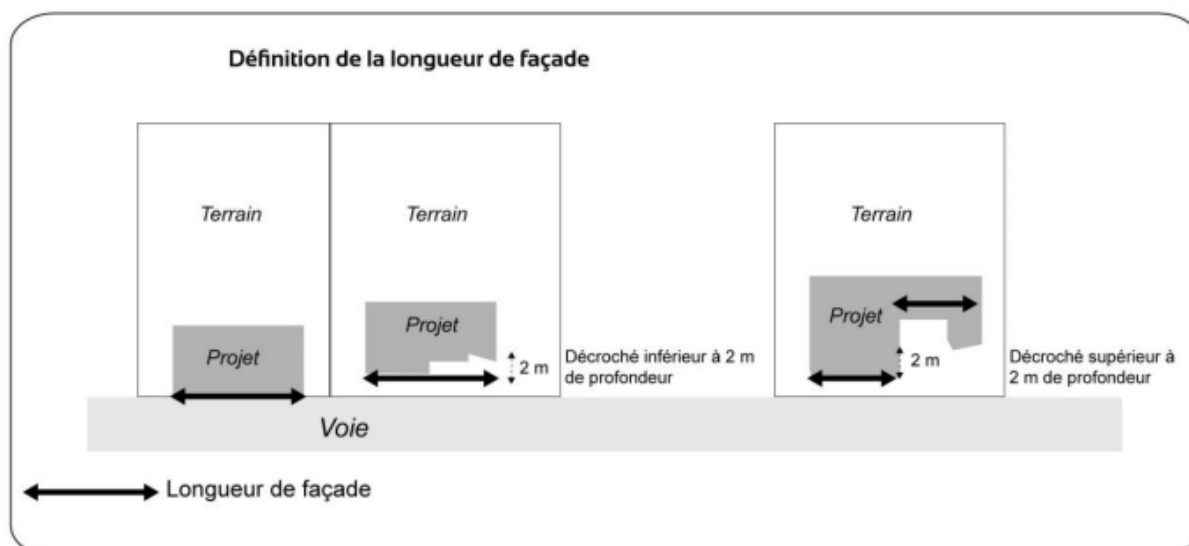 Définition de la longueur de façade
Terrain
Terrain
Terrain
Projet
Projet
Projet
2 m
Décroché inférieur à 2 m
de profondeur
2 m
Décroché supérieur à
2 m de profondeur
Voie
Longueur de façade